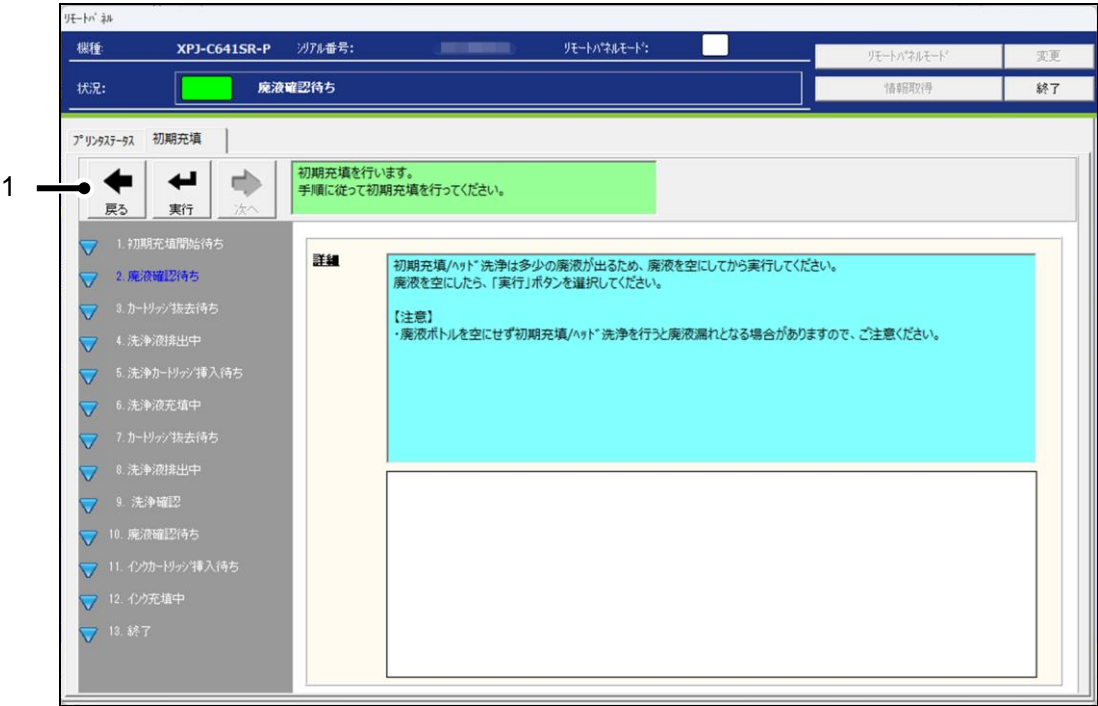 リモートパネル
機種: XPJ-C641SR-P シリアル番号: リモートパネルモード: リモートパネルモード 変更
状況: 廃液確認待ち 情報取得 終了
プリンタステータス 初期充填
1
戻る 実行 次へ
初期充填を行います。
手順に従って初期充填を行ってください。
1. 初期充填開始待ち
2. 廃液確認待ち
3. カートリッジ抜去待ち
4. 洗浄液排出中
5. 洗浄カートリッジ挿入待ち
6. 洗浄液充填中
7. カートリッジ抜去待ち
8. 洗浄液排出中
9. 洗浄確認
10. 廃液確認待ち
11. インクカートリッジ挿入待ち
12. インク充填中
13. 終了
詳細
初期充填/ヘッド洗浄は多少の廃液が出るため、廃液を空にしてから実行してください。
廃液を空にしたら、「実行」ボタンを選択してください。
【注意】
・廃液ボトルを空にせず初期充填/ヘッド洗浄を行うと廃液漏れとなる場合がありますので、ご注意ください。